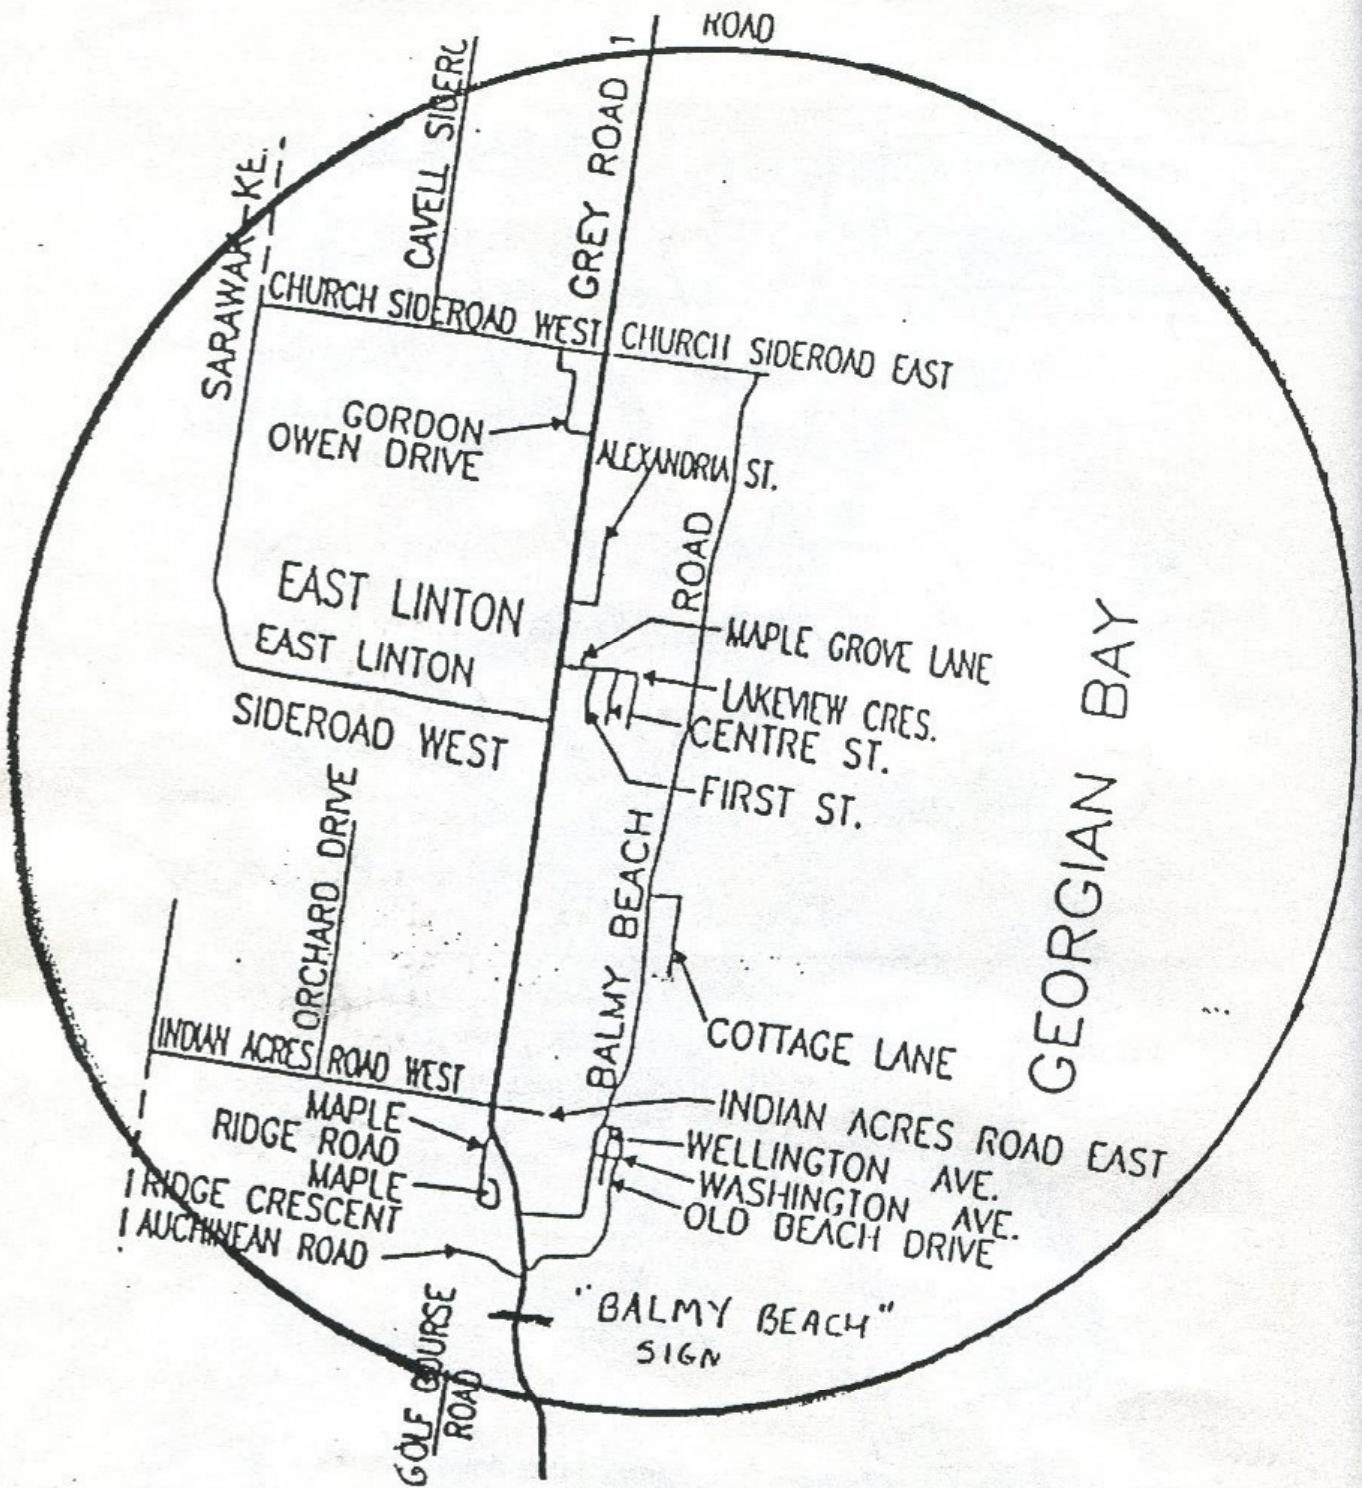 ROAD
CAVELL SIDERC
GREY ROAD 1
SARAWAK-KE.
CHURCH SIDEROAD WEST
CHURCH SIDEROAD EAST
GORDON
OWEN DRIVE
ALEXANDRIA ST.
EAST LINTON
EAST LINTON
SIDEROAD WEST
MAPLE GROVE LANE
LAKEVIEW CRES.
CENTRE ST.
FIRST ST.
BALMY BEACH ROAD
GEORGIAN BAY
ORCHARD DRIVE
COTTAGE LANE
INDIAN ACRES ROAD WEST
INDIAN ACRES ROAD EAST
MAPLE
RIDGE ROAD
MAPLE
RIDGE CRESCENT
AUCHINEAN ROAD
WELLINGTON AVE.
WASHINGTON AVE.
OLD BEACH DRIVE
GOLF COURSE
ROAD
"BALMY BEACH"
SIGN